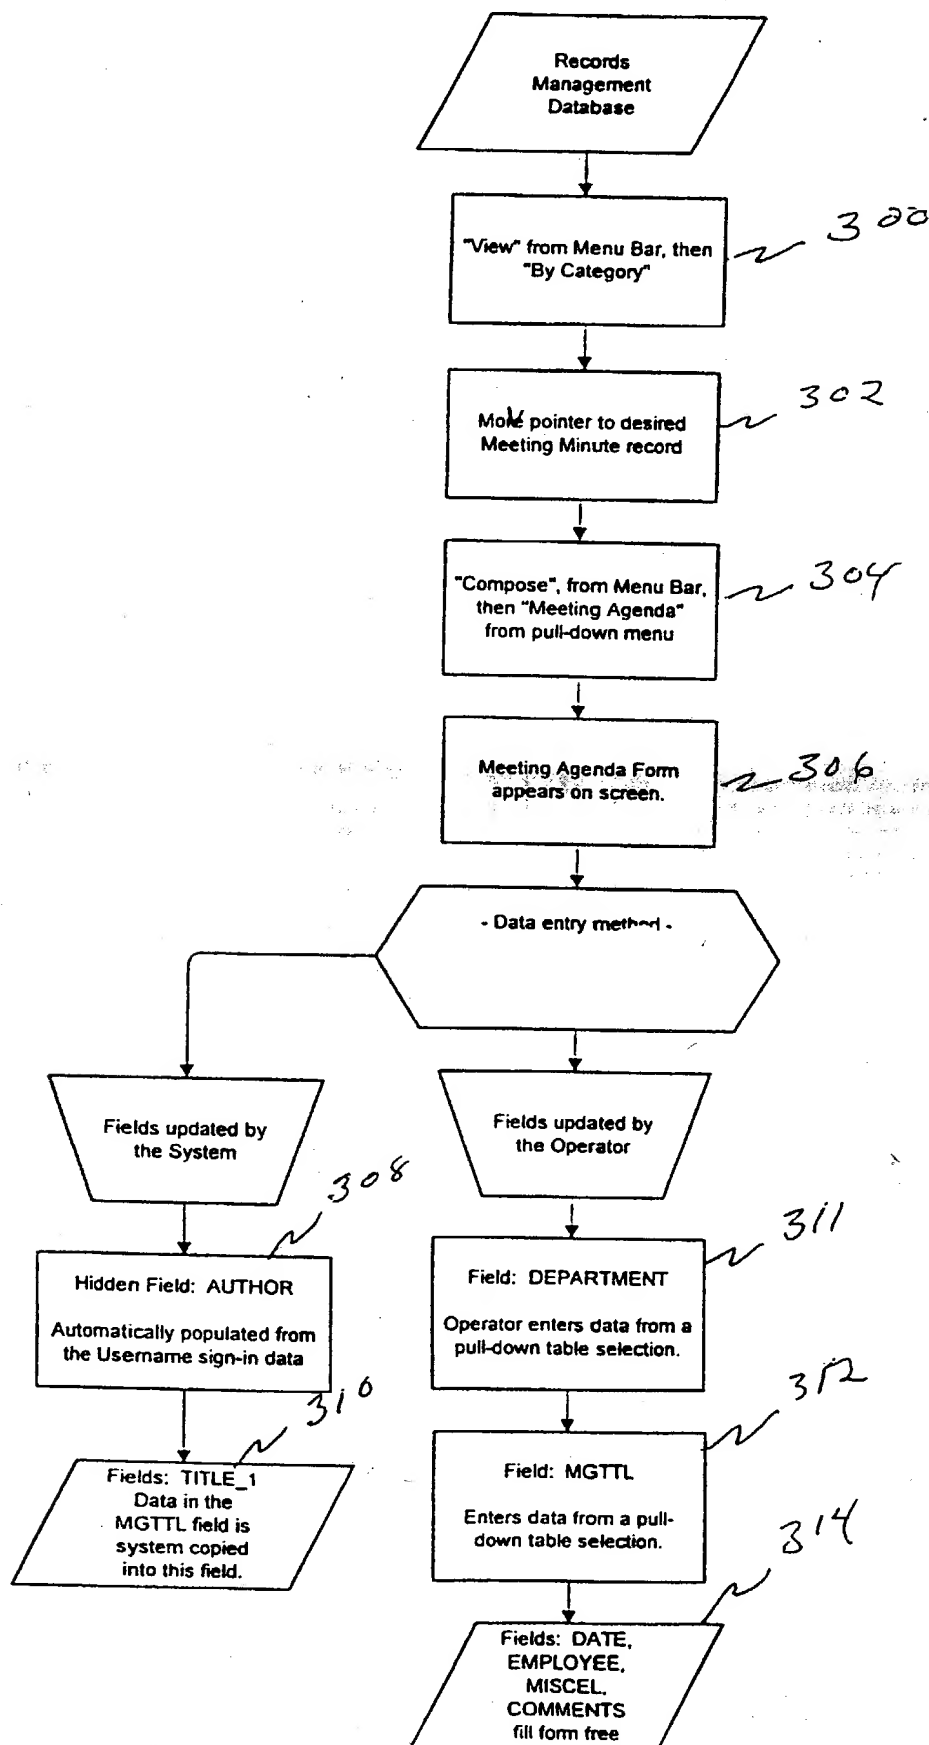 Records
Management
Database
"View" from Menu Bar, then
"By Category"
300
Move pointer to desired
Meeting Minute record
302
"Compose", from Menu Bar,
then "Meeting Agenda"
from pull-down menu
304
Meeting Agenda Form
appears on screen.
306
- Data entry method -
Fields updated by
the System
Fields updated by
the Operator
308
Hidden Field: AUTHOR
Automatically populated from
the Username sign-in data
311
Field: DEPARTMENT
Operator enters data from a
pull-down table selection.
310
Fields: TITLE_1
Data in the
MGTTL field is
system copied
into this field.
312
Field: MGTTL
Enters data from a pull-
down table selection.
314
Fields: DATE,
EMPLOYEE,
MISCEL,
COMMENTS
fill form free